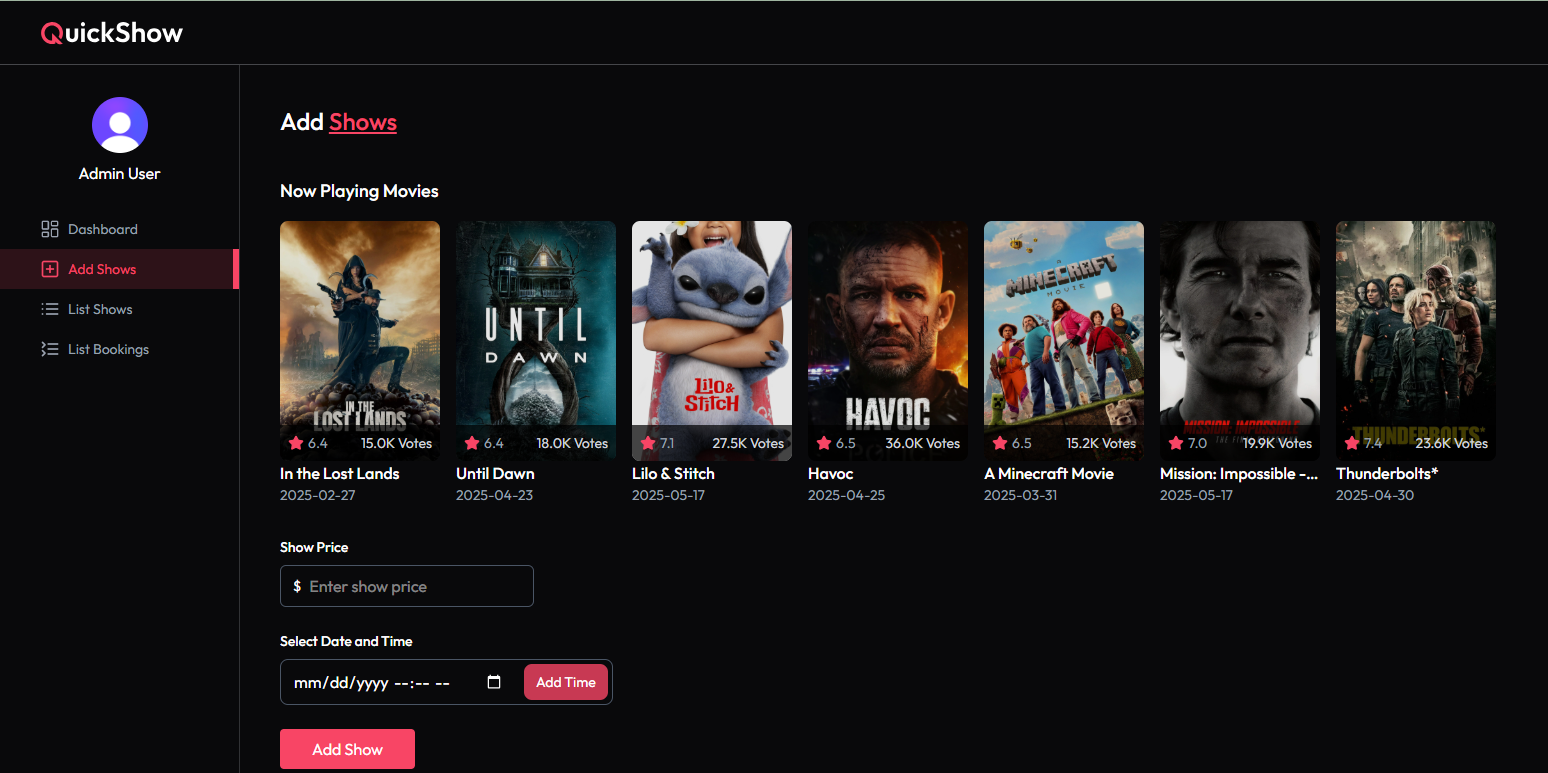 QuickShow
Admin User
Dashboard
Add Shows
List Shows
List Bookings
Add Shows
Now Playing Movies
IN THE
LOST LANDS
6.4 15.0K Votes
In the Lost Lands
2025-02-27
UNTIL
DAWN
6.4 18.0K Votes
Until Dawn
2025-04-23
Lilo &
Stitch
7.1 27.5K Votes
Lilo & Stitch
2025-05-17
HAVOC
6.5 36.0K Votes
Havoc
2025-04-25
A
MINECRAFT
MOVIE
6.5 15.2K Votes
A Minecraft Movie
2025-03-31
MISSION: IMPOSSIBLE
7.0 19.9K Votes
Mission: Impossible -...
2025-05-17
THUNDERBOLTS*
7.4 23.6K Votes
Thunderbolts*
2025-04-30
Show Price
$ Enter show price
Select Date and Time
mm/dd/yyyy --:-- --
Add Time
Add Show